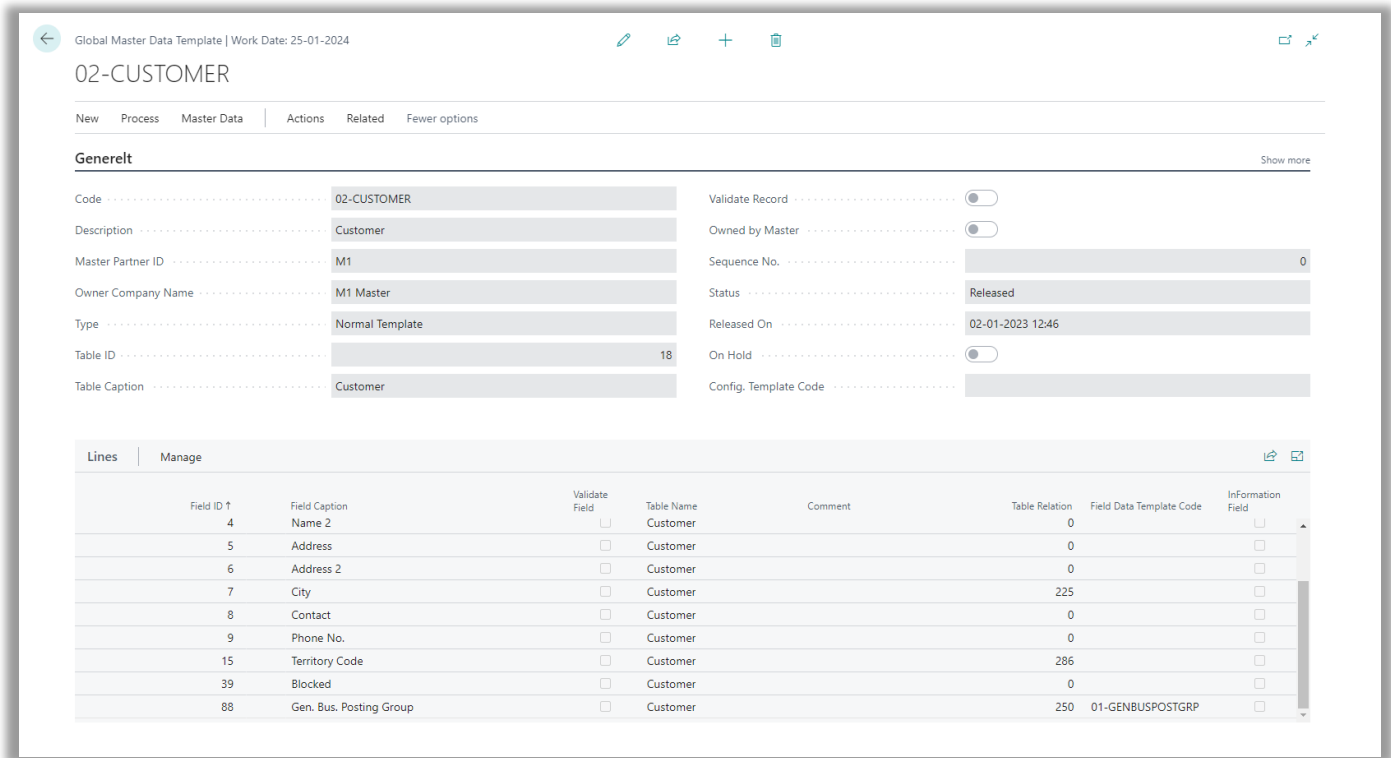 Global Master Data Template | Work Date: 25-01-2024
02-CUSTOMER
New Process Master Data Actions Related Fewer options
Generelt Show more
Code 02-CUSTOMER Validate Record
Description Customer Owned by Master
Master Partner ID M1 Sequence No. 0
Owner Company Name M1 Master Status Released
Type Normal Template Released On 02-01-2023 12:46
Table ID 18 On Hold
Table Caption Customer Config. Template Code
Lines Manage
Field ID ↑ Field Caption Validate Field Table Name Comment Table Relation Field Data Template Code InFormation Field
4 Name 2 Customer 0
5 Address Customer 0
6 Address 2 Customer 0
7 City Customer 225
8 Contact Customer 0
9 Phone No. Customer 0
15 Territory Code Customer 286
39 Blocked Customer 0
88 Gen. Bus. Posting Group Customer 250 01-GENBUSPOSTGRP